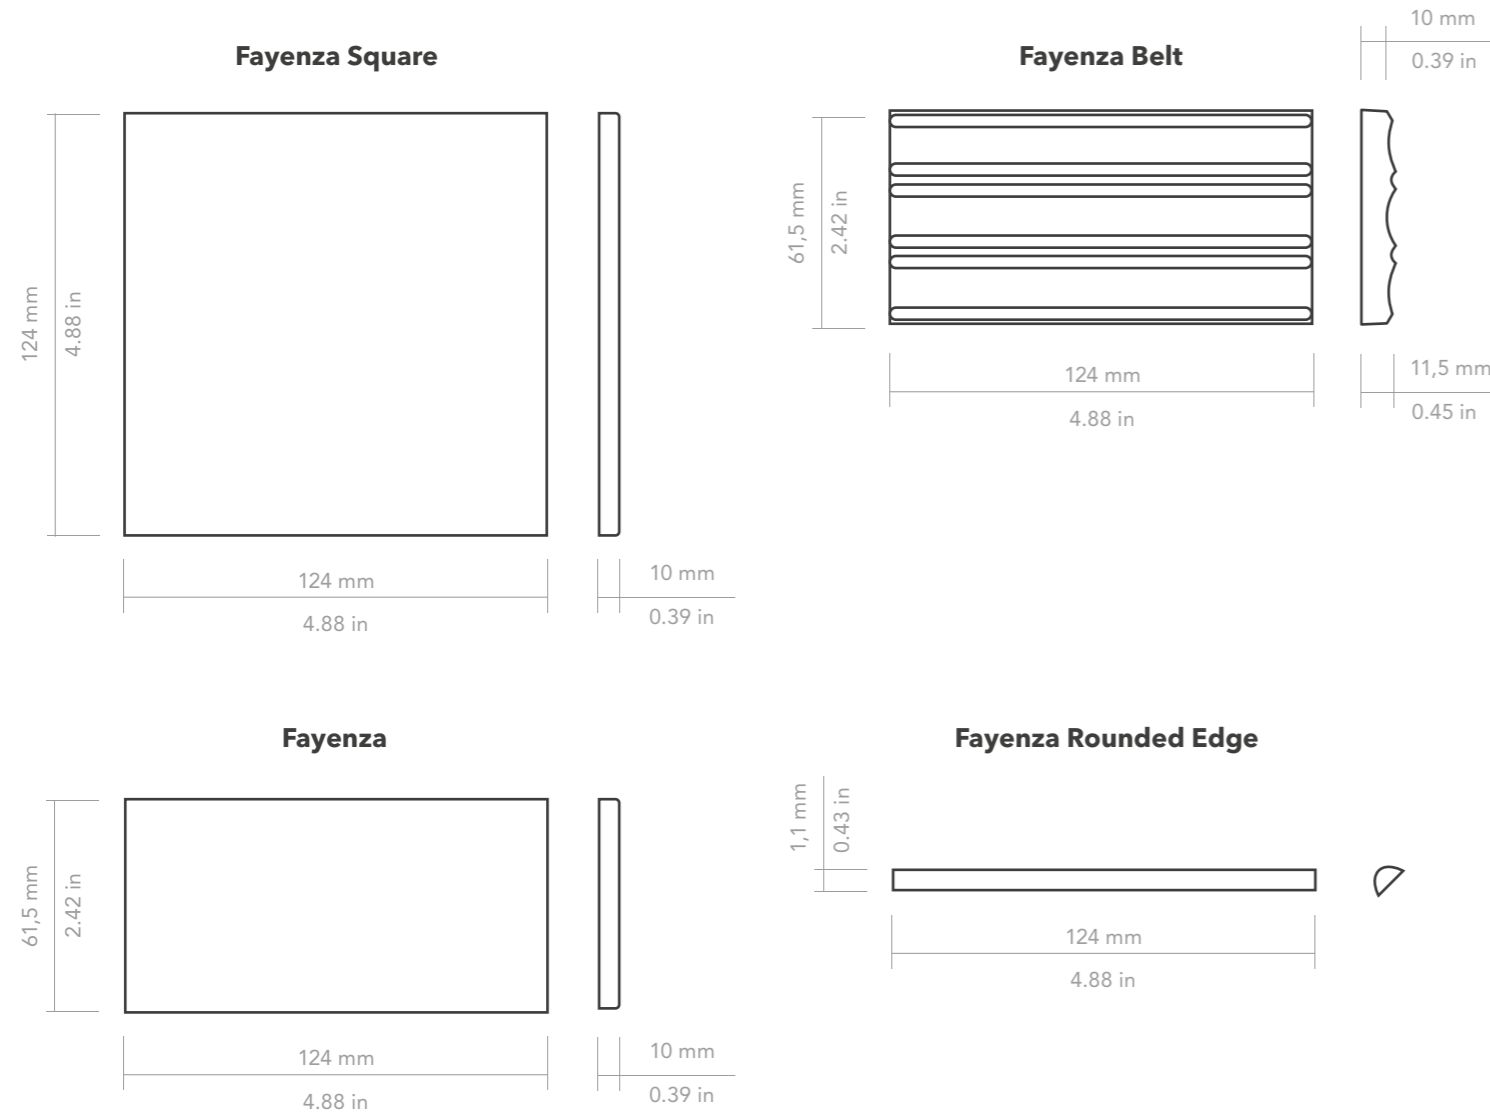 Fayenza Square
124 mm
4.88 in
124 mm
4.88 in
10 mm
0.39 in
Fayenza Belt
10 mm
0.39 in
61,5 mm
2.42 in
124 mm
4.88 in
11,5 mm
0.45 in
Fayenza
61,5 mm
2.42 in
124 mm
4.88 in
10 mm
0.39 in
Fayenza Rounded Edge
1,1 mm
0.43 in
124 mm
4.88 in